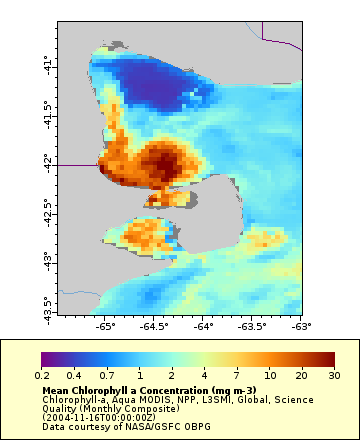 -41°
-41.5°
-42°
-42.5°
-43°
-43.5°
-65° -64.5° -64° -63.5° -63°
0.2 0.4 0.7 1 2 4 7 10 20 30
Mean Chlorophyll a Concentration (mg m-3)
Chlorophyll-a, Aqua MODIS, NPP, L3SMI, Global, Science
Quality (Monthly Composite)
(2004-11-16T00:00:00Z)
Data courtesy of NASA/GSFC OBPG